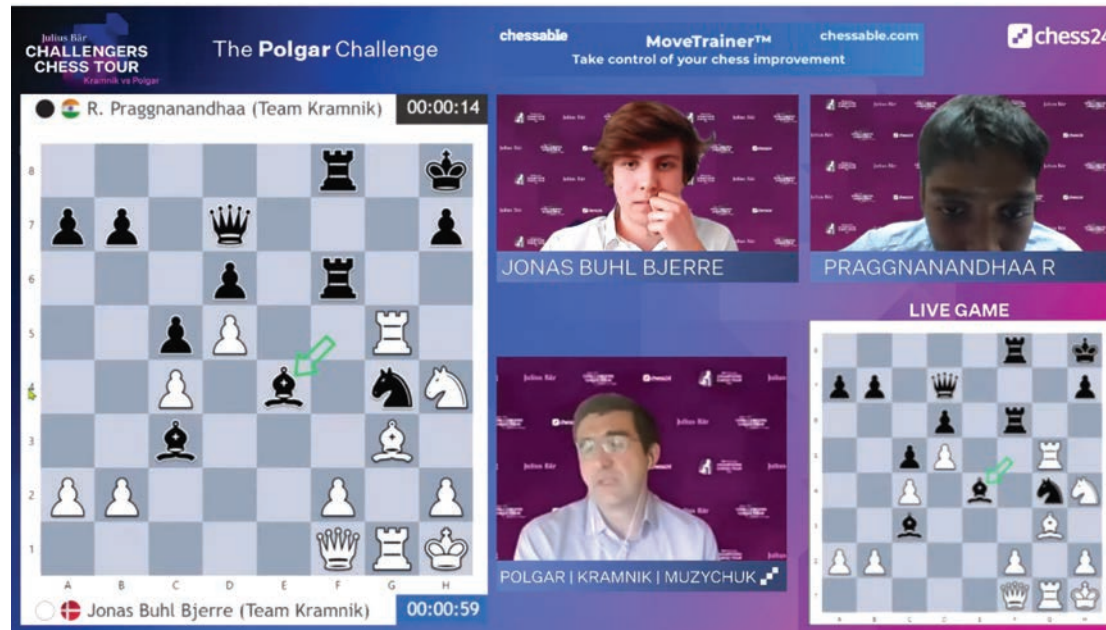 Julius Bär
CHALLENGERS
CHESS TOUR
Kramnik vs Polgar
The Polgar Challenge
chessable
MoveTrainer™
chessable.com
Take control of your chess improvement
chess24
R. Praggnanandhaa (Team Kramnik) 00:00:14
8
7
6
5
4
3
2
1
A B C D E F G H
Jonas Buhl Bjerre (Team Kramnik) 00:00:59
JONAS BUHL BJERRE
PRAGGNANANDHAA R
POLGAR | KRAMNIK | MUZYCHUK
LIVE GAME